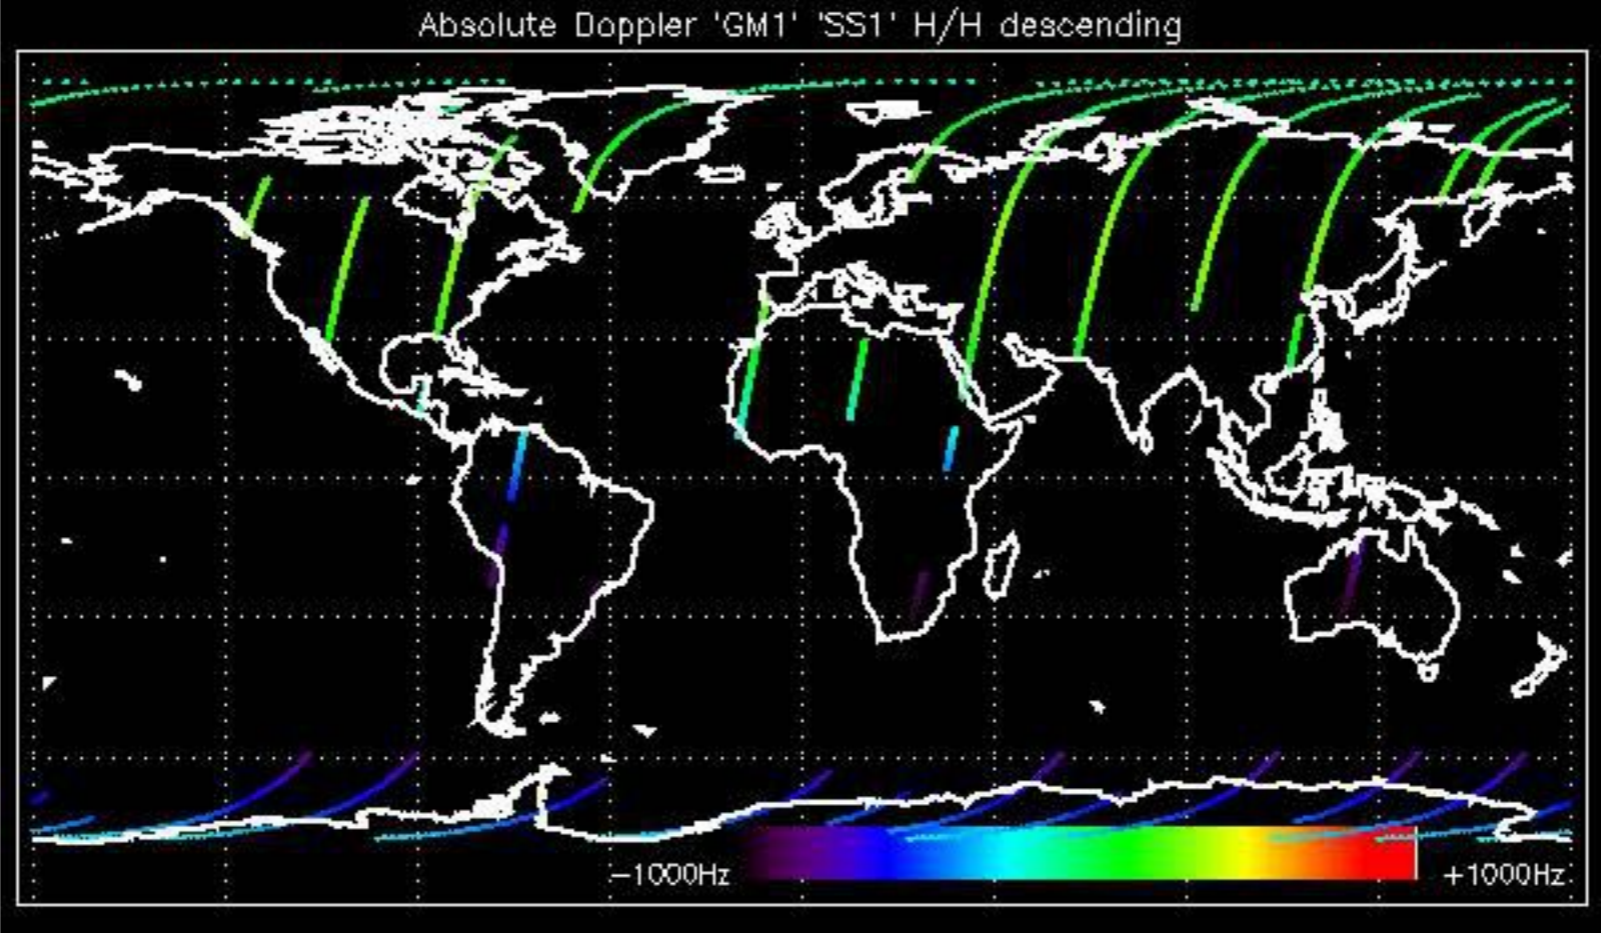 Absolute Doppler 'GM1' 'SS1' H/H descending
−1000Hz +1000Hz